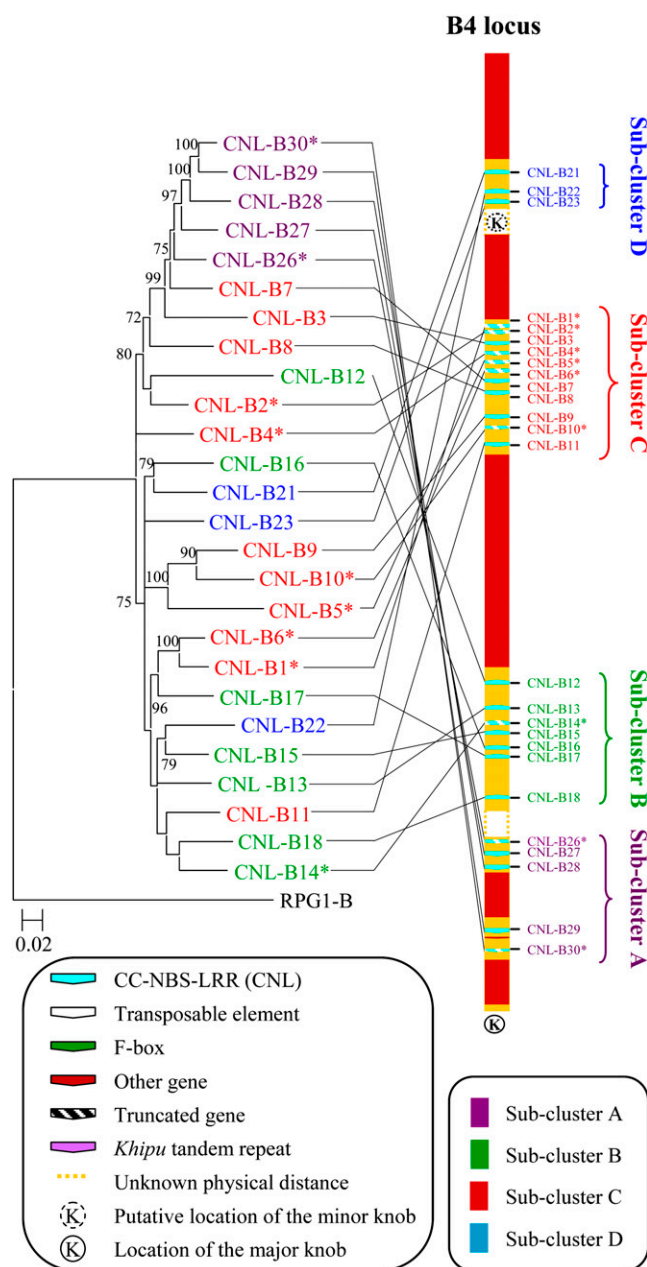 B4 locus
100
CNL-B30*
100
CNL-B29
CNL-B28
97
CNL-B27
75
CNL-B26*
99
CNL-B7
CNL-B3
72
CNL-B8
80
CNL-B12
CNL-B2*
CNL-B4*
79
CNL-B16
CNL-B21
CNL-B23
90
CNL-B9
CNL-B10*
100
75
CNL-B5*
100
CNL-B6*
CNL-B1*
96
CNL-B17
CNL-B22
79
CNL-B15
CNL -B13
CNL-B11
CNL-B18
CNL-B14*
RPG1-B
0.02
CNL-B21
CNL-B22
CNL-B23
K
Sub-cluster D
CNL-B1*
CNL-B2*
CNL-B3
CNL-B4*
CNL-B5*
CNL-B6*
CNL-B7
CNL-B8
CNL-B9
CNL-B10*
CNL-B11
Sub-cluster C
CNL-B12
CNL-B13
CNL-B14*
CNL-B15
CNL-B16
CNL-B17
CNL-B18
Sub-cluster B
CNL-B26*
CNL-B27
CNL-B28
CNL-B29
CNL-B30*
Sub-cluster A
K
CC-NBS-LRR (CNL)
Transposable element
F-box
Other gene
Truncated gene
Khipu tandem repeat
Unknown physical distance
K Putative location of the minor knob
K Location of the major knob
Sub-cluster A
Sub-cluster B
Sub-cluster C
Sub-cluster D